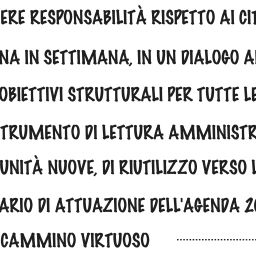 ERE RESPONSABILITÀ RISPETTO AI CIT
NA IN SETTIMANA, IN UN DIALOGO A
OBIETTIVI STRUTTURALI PER TUTTE LE
TRUMENTO DI LETTURA AMMINISTR
UNITÀ NUOVE, DI RIUTILIZZO VERSO L
ARIO DI ATTUAZIONE DELL'AGENDA 20
CAMMINO VIRTUOSO ..............................